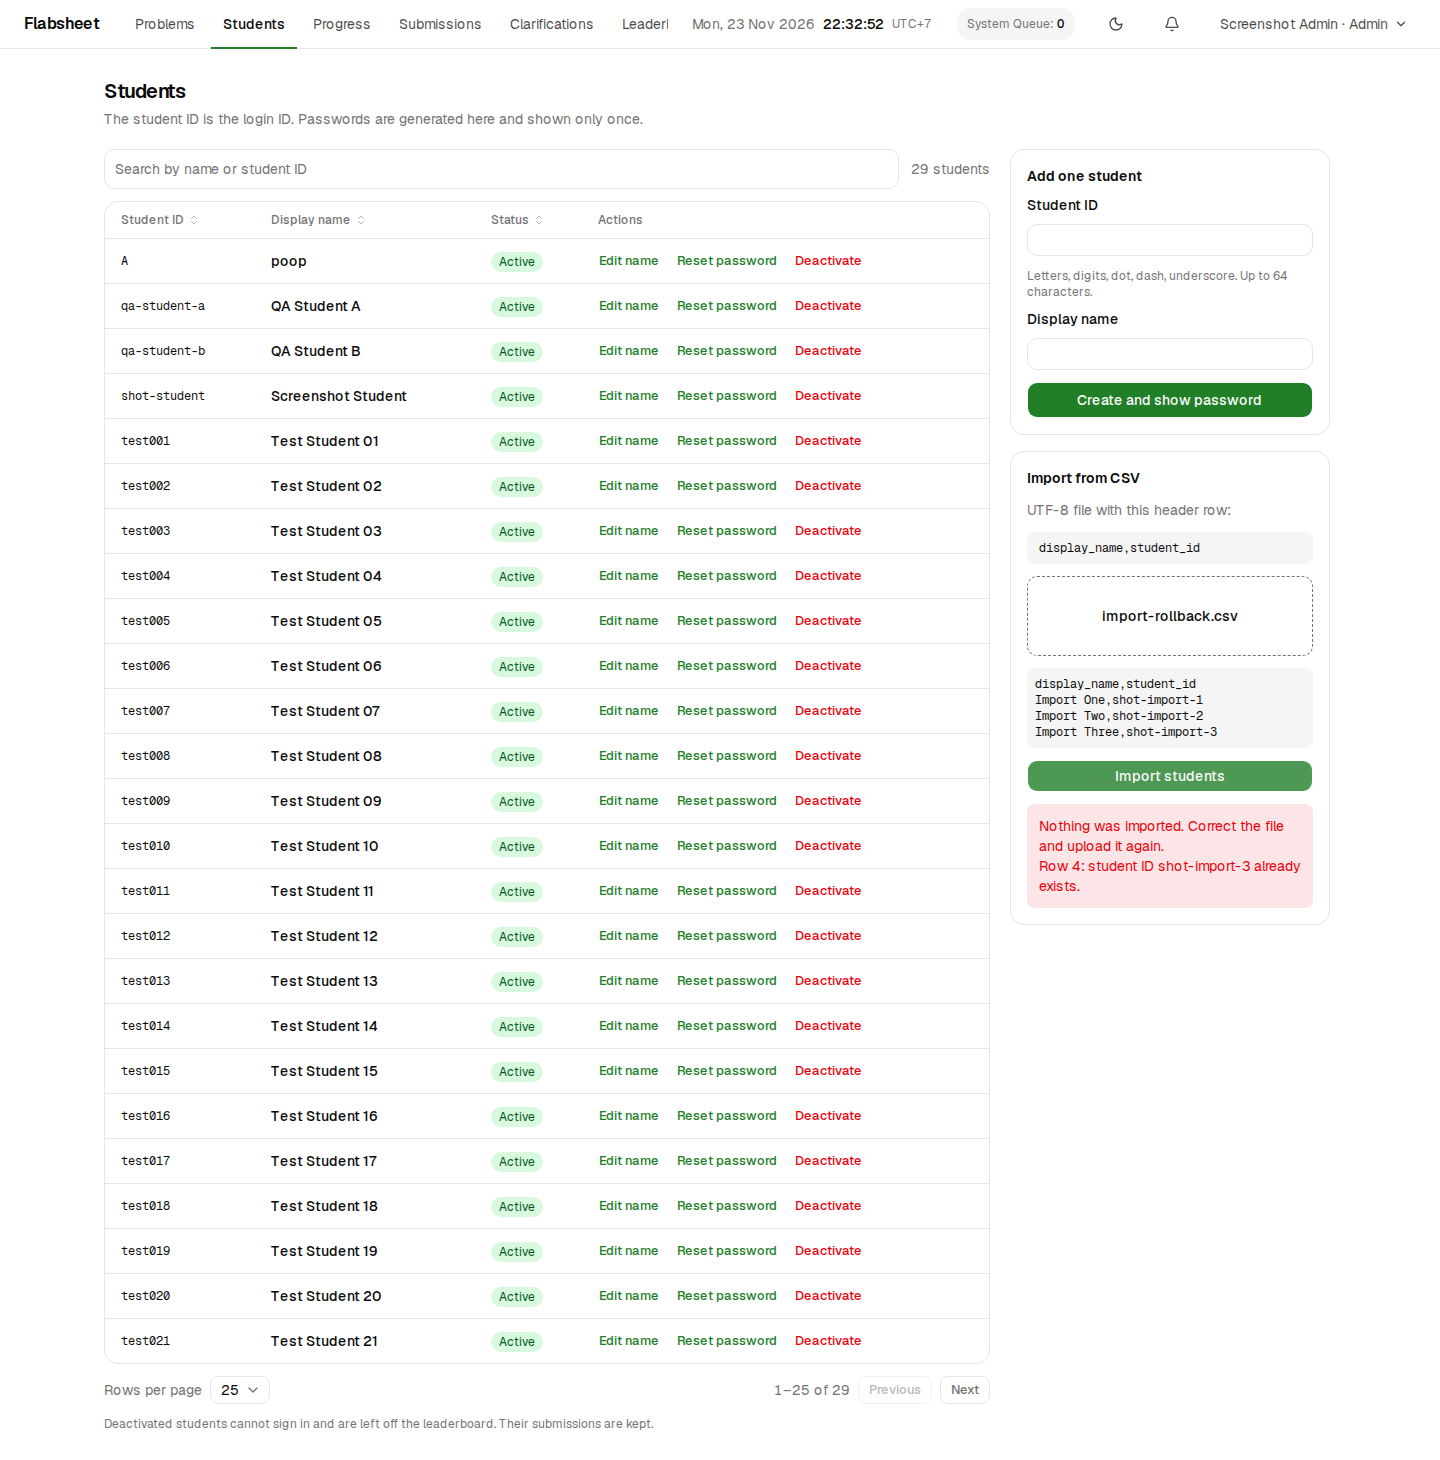 Flabsheet Problems Students Progress Submissions Clarifications Leader Mon, 23 Nov 2026 22:32:52 UTC+7 System Queue: 0 Screenshot Admin · Admin
Students
The student ID is the login ID. Passwords are generated here and shown only once.
Search by name or student ID 29 students
Student ID Display name Status Actions
A poop Active Edit name Reset password Deactivate
qa-student-a QA Student A Active Edit name Reset password Deactivate
qa-student-b QA Student B Active Edit name Reset password Deactivate
shot-student Screenshot Student Active Edit name Reset password Deactivate
test001 Test Student 01 Active Edit name Reset password Deactivate
test002 Test Student 02 Active Edit name Reset password Deactivate
test003 Test Student 03 Active Edit name Reset password Deactivate
test004 Test Student 04 Active Edit name Reset password Deactivate
test005 Test Student 05 Active Edit name Reset password Deactivate
test006 Test Student 06 Active Edit name Reset password Deactivate
test007 Test Student 07 Active Edit name Reset password Deactivate
test008 Test Student 08 Active Edit name Reset password Deactivate
test009 Test Student 09 Active Edit name Reset password Deactivate
test010 Test Student 10 Active Edit name Reset password Deactivate
test011 Test Student 11 Active Edit name Reset password Deactivate
test012 Test Student 12 Active Edit name Reset password Deactivate
test013 Test Student 13 Active Edit name Reset password Deactivate
test014 Test Student 14 Active Edit name Reset password Deactivate
test015 Test Student 15 Active Edit name Reset password Deactivate
test016 Test Student 16 Active Edit name Reset password Deactivate
test017 Test Student 17 Active Edit name Reset password Deactivate
test018 Test Student 18 Active Edit name Reset password Deactivate
test019 Test Student 19 Active Edit name Reset password Deactivate
test020 Test Student 20 Active Edit name Reset password Deactivate
test021 Test Student 21 Active Edit name Reset password Deactivate
Rows per page 25 1–25 of 29 Previous Next
Deactivated students cannot sign in and are left off the leaderboard. Their submissions are kept.
Add one student
Student ID
Letters, digits, dot, dash, underscore. Up to 64
characters.
Display name
Create and show password
Import from CSV
UTF-8 file with this header row:
display_name,student_id
import-rollback.csv
display_name,student_id
Import One,shot-import-1
Import Two,shot-import-2
Import Three,shot-import-3
Import students
Nothing was imported. Correct the file
and upload it again.
Row 4: student ID shot-import-3 already
exists.